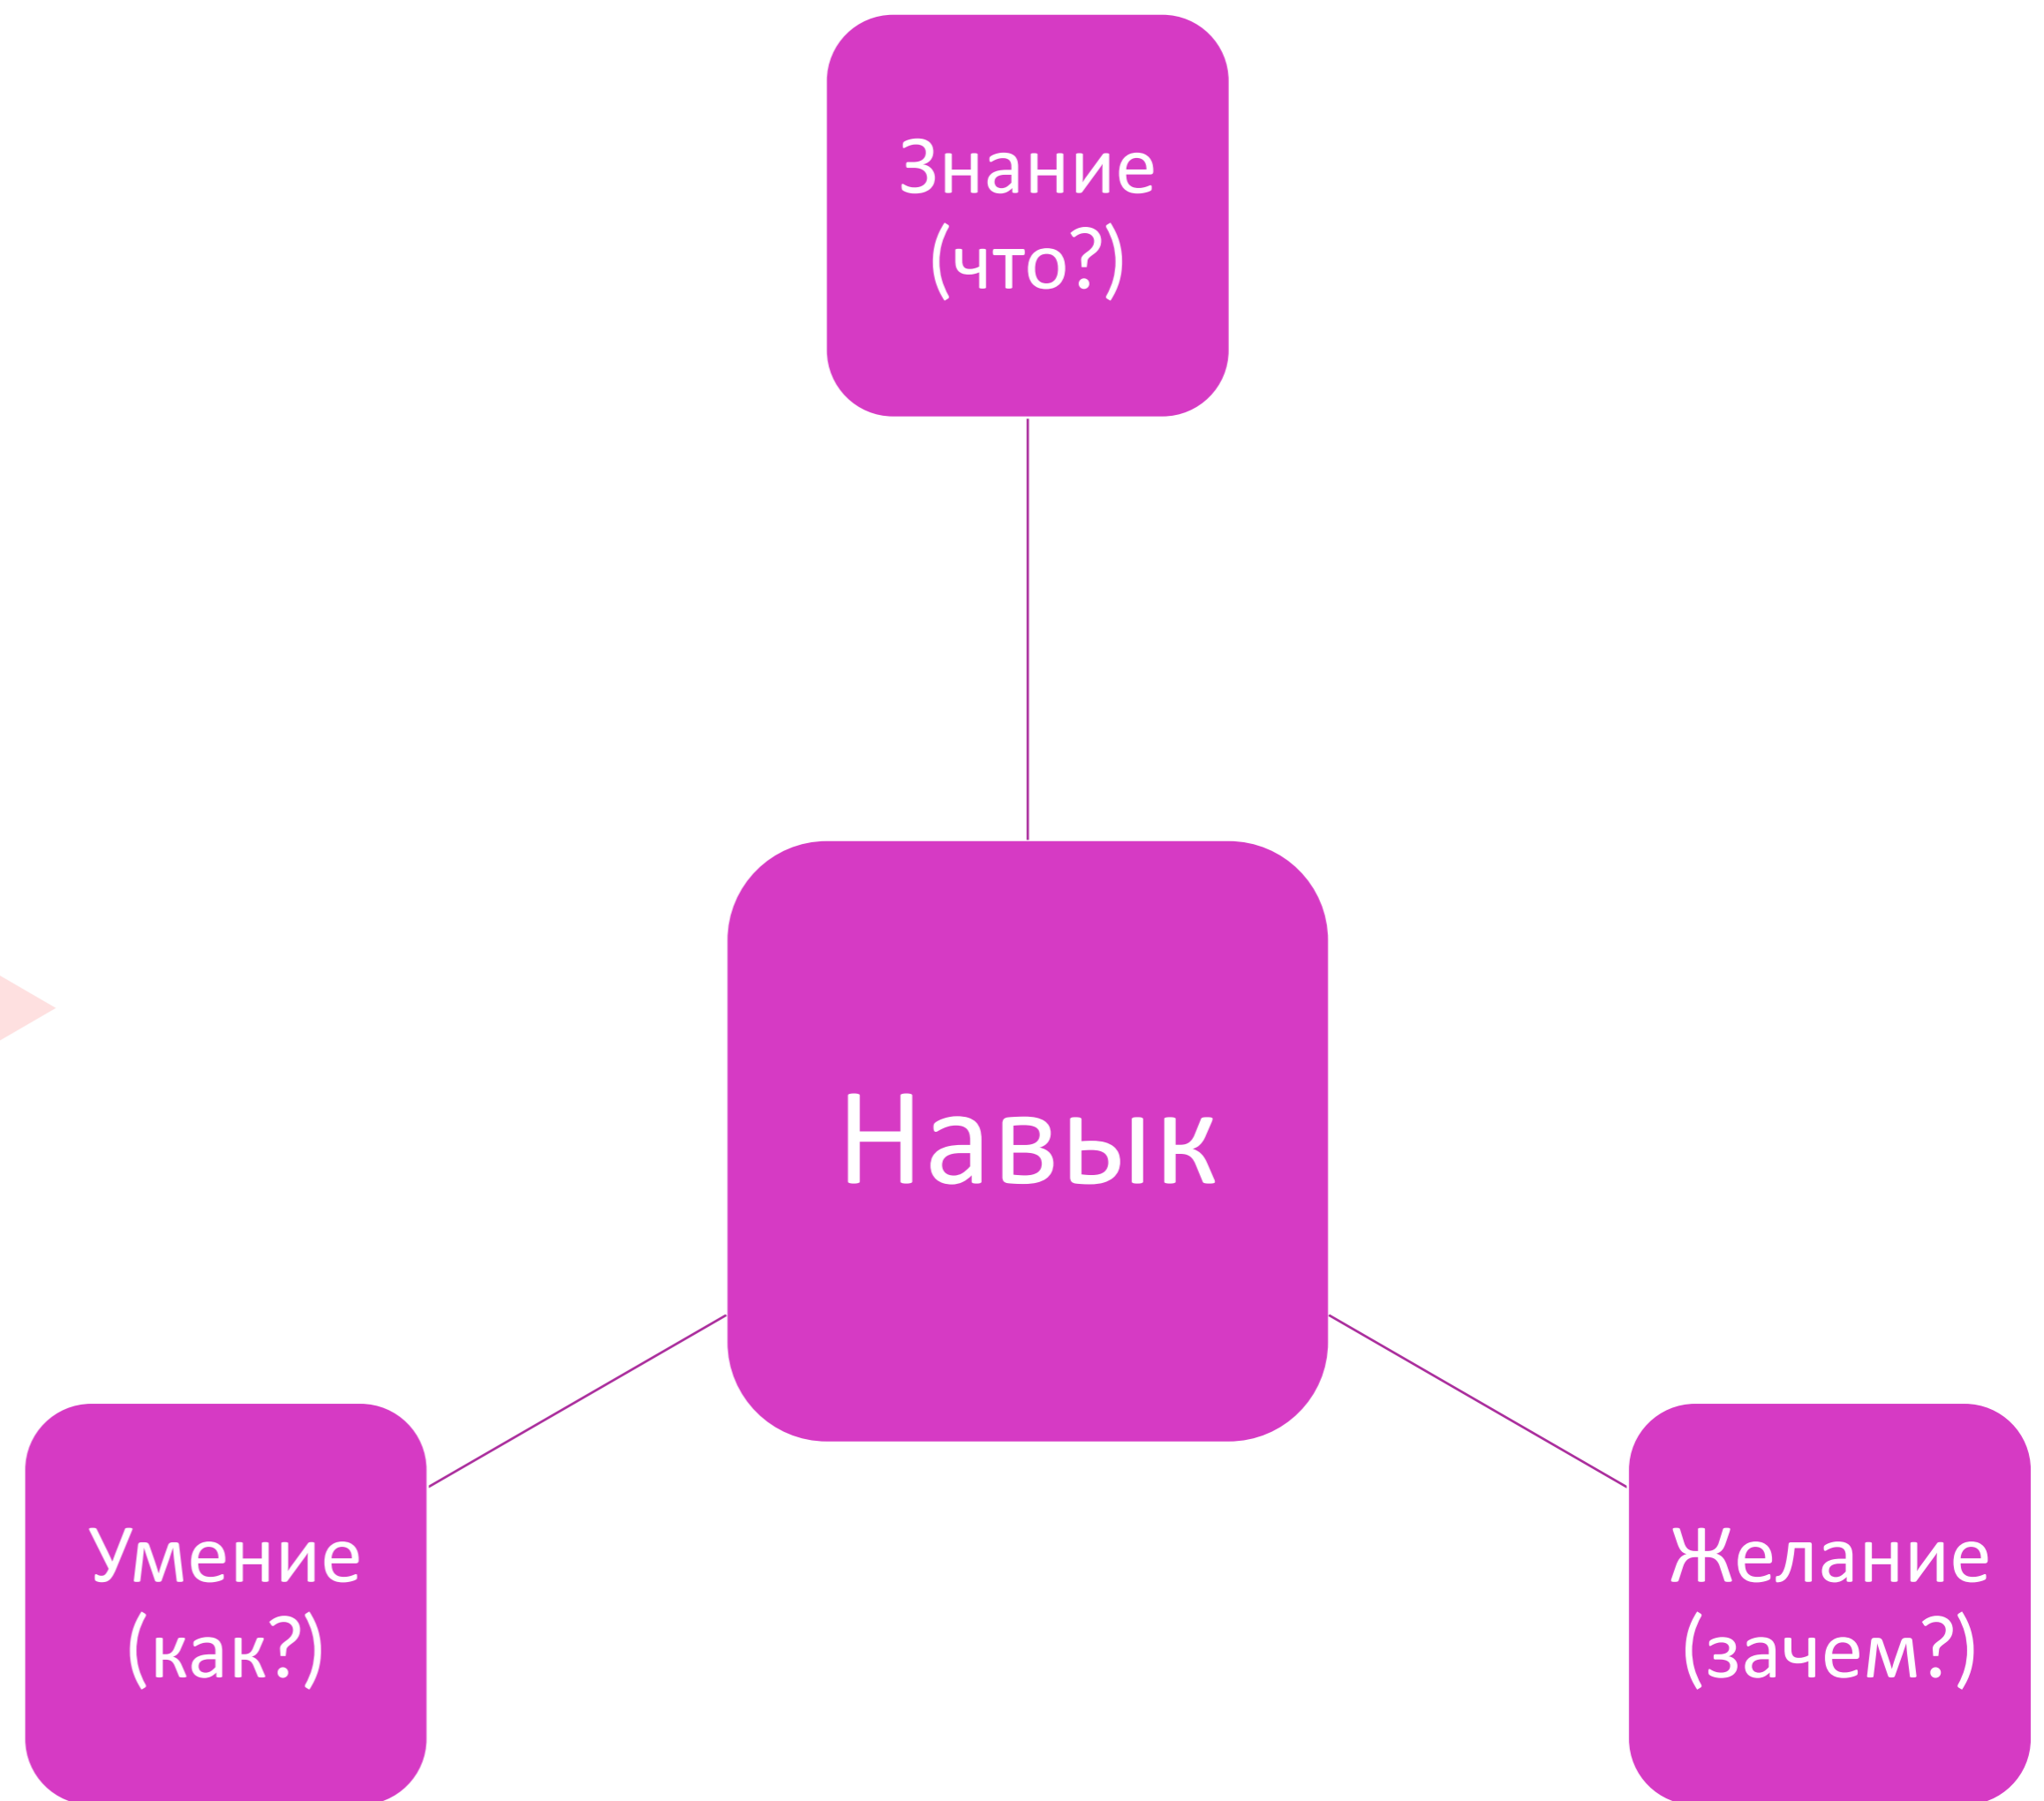 Знание
(что?)
Навык
Умение
(как?)
Желание
(зачем?)